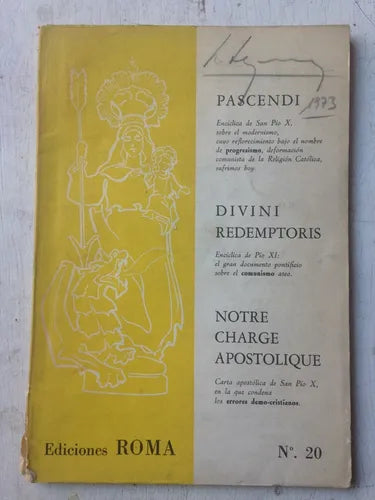 PASCENDI
1973
Encíclica de San Pío X,
sobre el modernismo,
cuyo reflorecimiento bajo el nombre
de progresismo, deformación
comunista de la Religión Católica,
sufrimos hoy.
DIVINI
REDEMPTORIS
Encíclica de Pío XI:
el gran documento pontificio
sobre el comunismo ateo.
NOTRE
CHARGE
APOSTOLIQUE
Carta apostólica de San Pío X,
en la que condena
los errores demo-cristianos.
Ediciones ROMA
Nº. 20